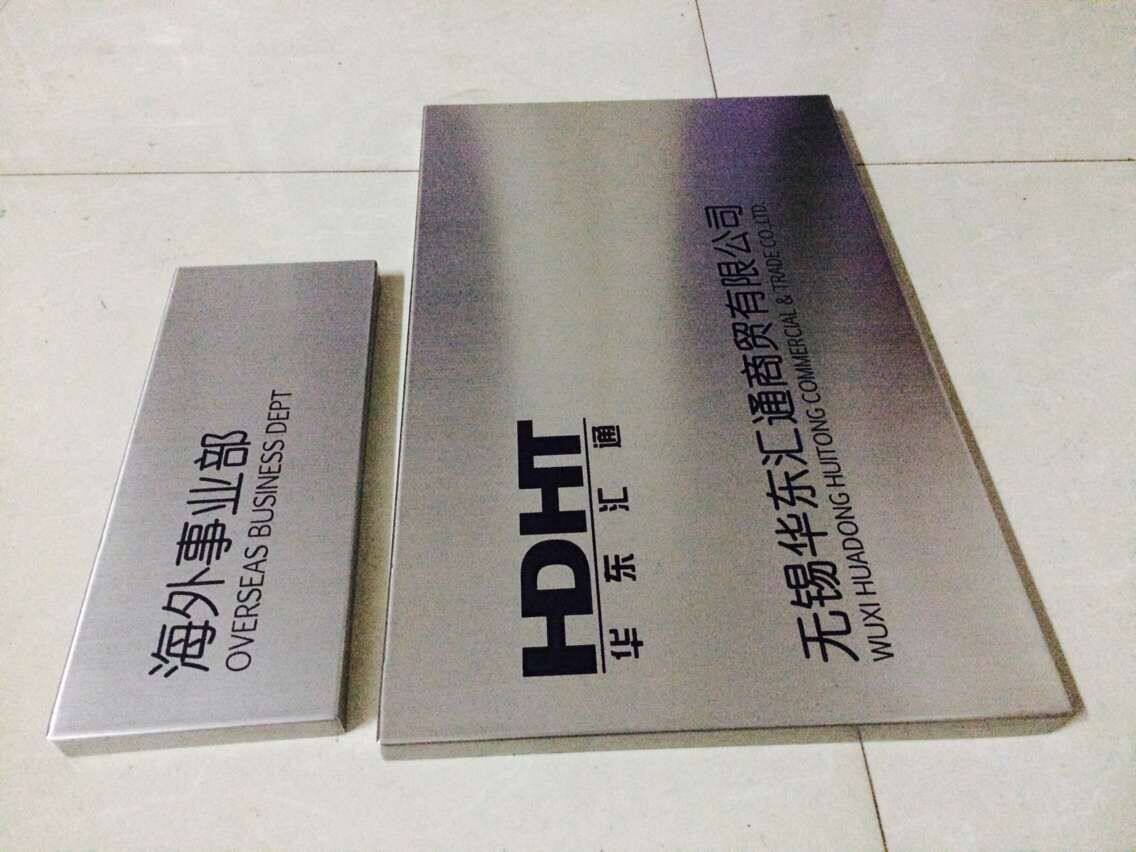 海外事业部
OVERSEAS BUSINESS DEPT
HDHT
华东汇通
无锡华东汇通商贸有限公司
WUXI HUADONG HUITONG COMMERCIAL & TRADE CO.,LTD.